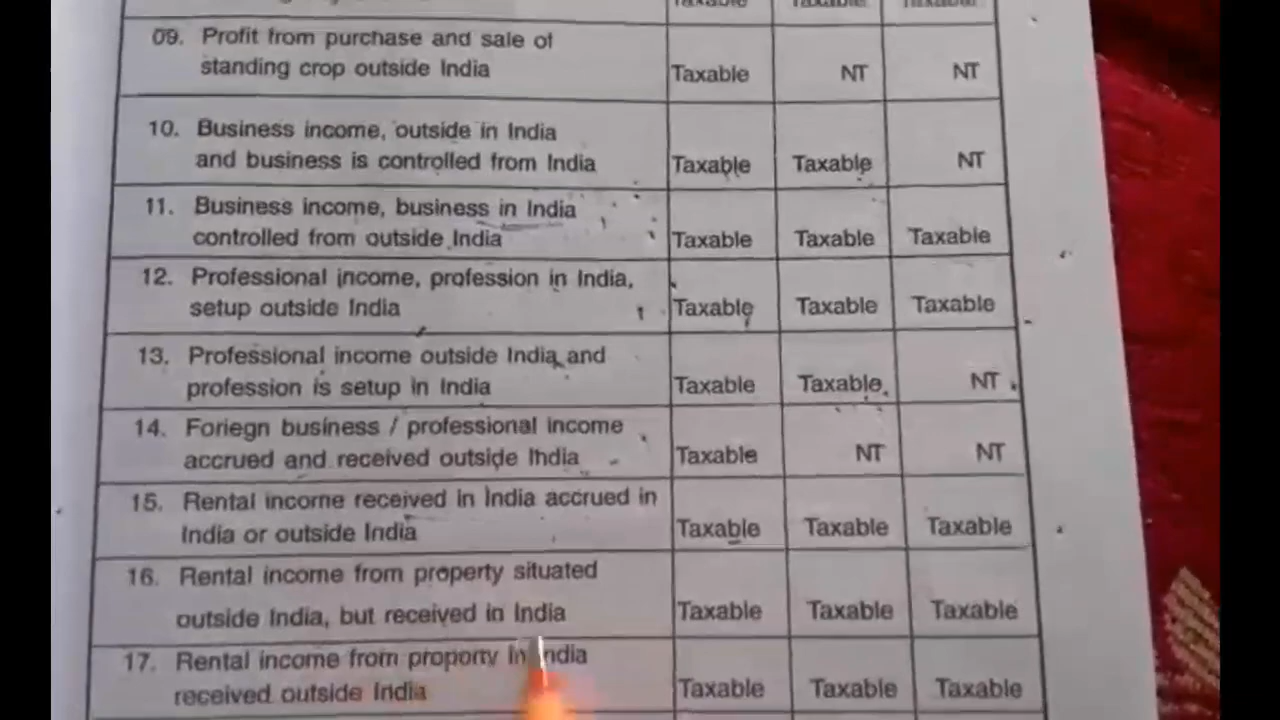 Taxable Taxable Taxable
09. Profit from purchase and sale of
standing crop outside India Taxable NT NT
10. Business income, outside in India
and business is controlled from India Taxable Taxable NT
11. Business income, business in India
controlled from outside India Taxable Taxable Taxable
12. Professional income, profession in India,
setup outside India Taxable Taxable Taxable
13. Professional income outside India and
profession is setup in India Taxable Taxable NT
14. Foriegn business / professional income
accrued and received outside India Taxable NT NT
15. Rental income received in India accrued in
India or outside India Taxable Taxable Taxable
16. Rental income from property situated
outside India, but received in India Taxable Taxable Taxable
17. Rental income from property in India
received outside India Taxable Taxable Taxable